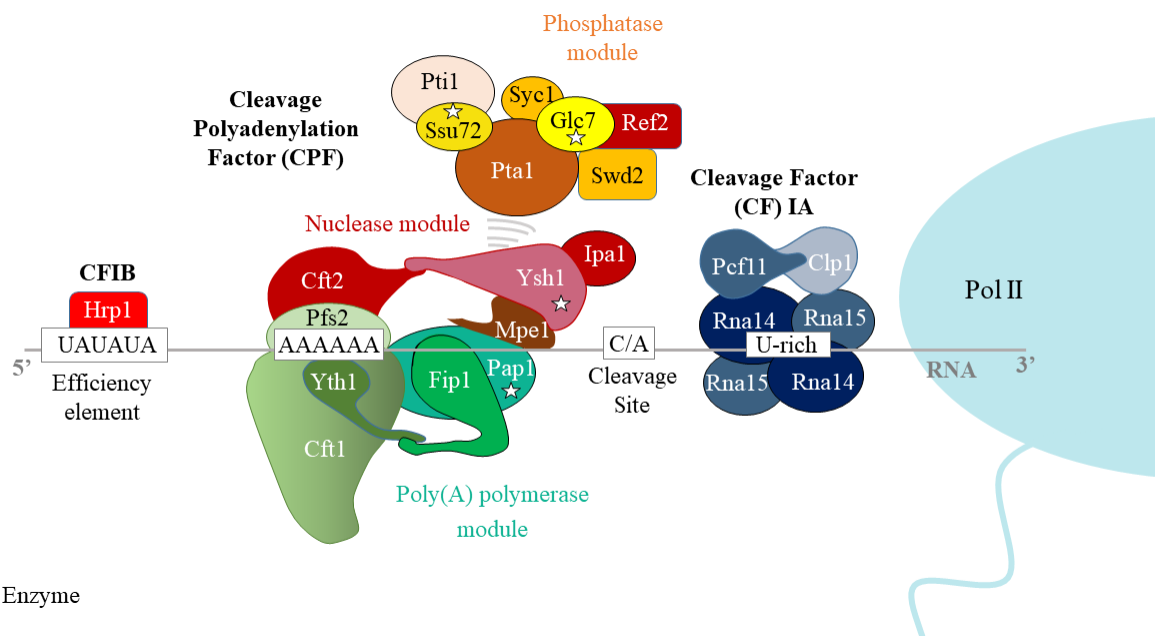 Phosphatase
module
Cleavage
Polyadenylation
Factor (CPF)
Pti1
Ssu72
Syc1
Glc7
Ref2
Pta1
Swd2
Cleavage Factor
(CF) IA
Nuclease module
Cft2
Ysh1
Ipa1
Pcf11
Clp1
CFIB
Hrp1
Pfs2
Mpe1
Rna14
Rna15
Pol II
UAUAUA
AAAAAA
C/A
U-rich
5’
3’
RNA
Efficiency
element
Yth1
Fip1
Pap1
Cleavage
Site
Rna15
Rna14
Cft1
Poly(A) polymerase
module
Enzyme